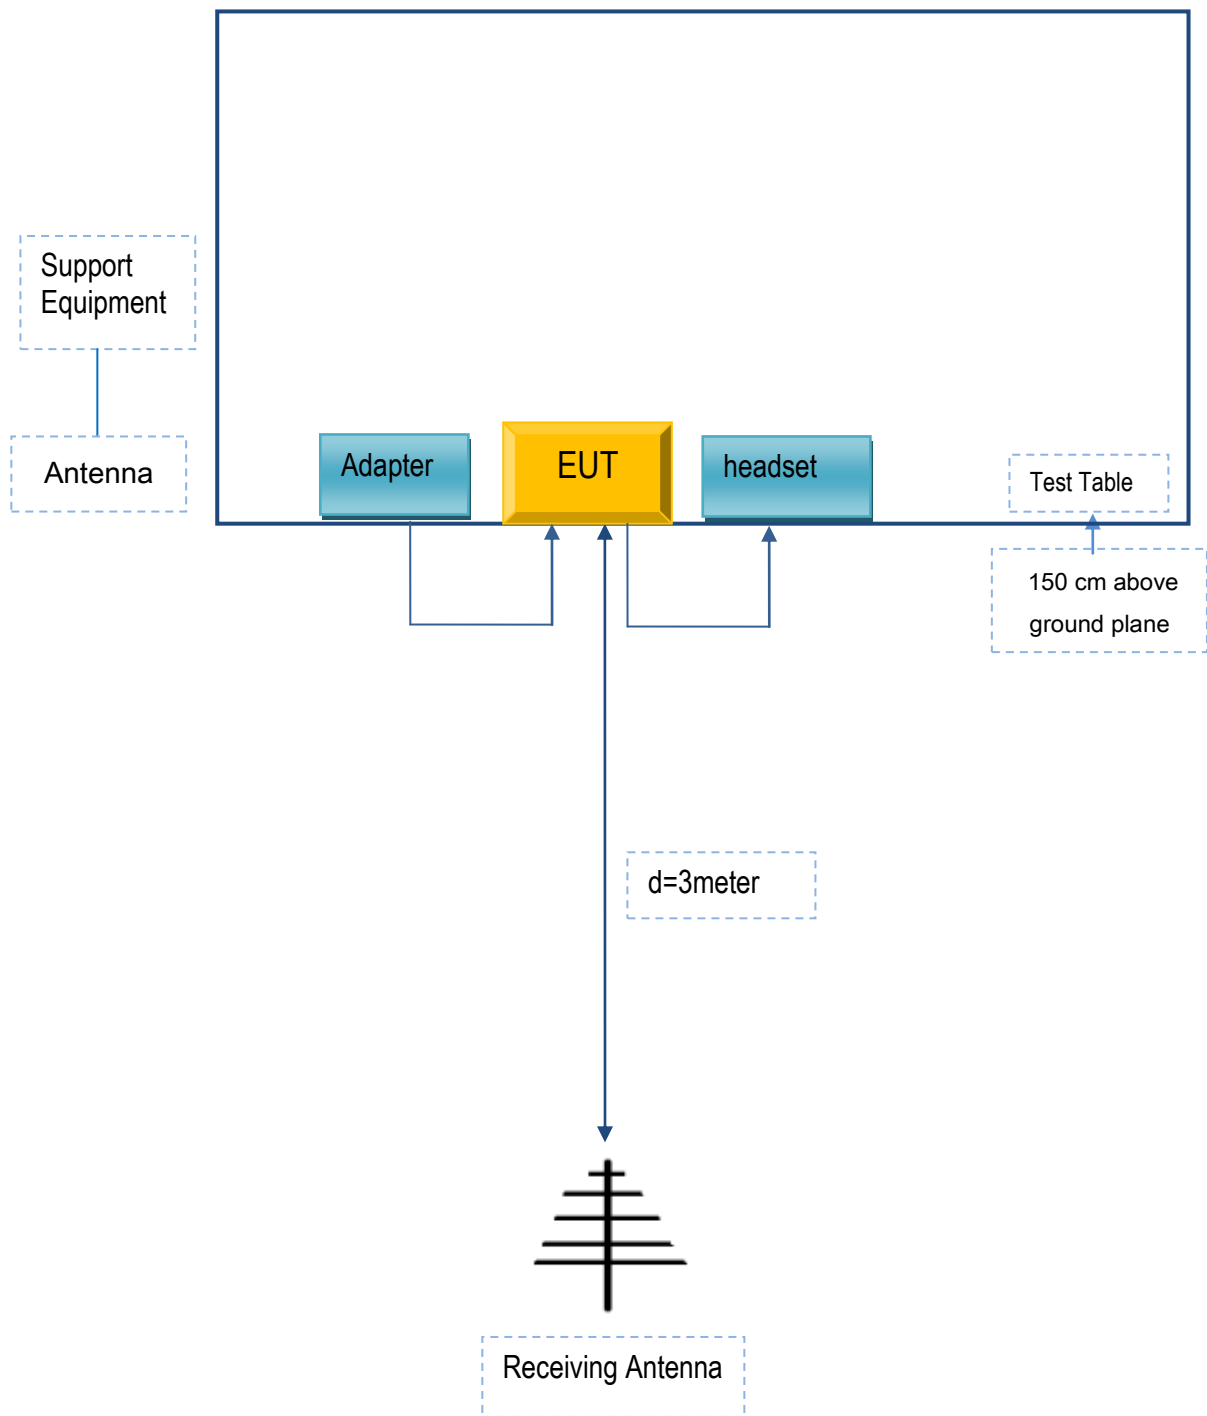 Support
Equipment
Antenna
Adapter
EUT
headset
Test Table
150 cm above
ground plane
d=3meter
Receiving Antenna